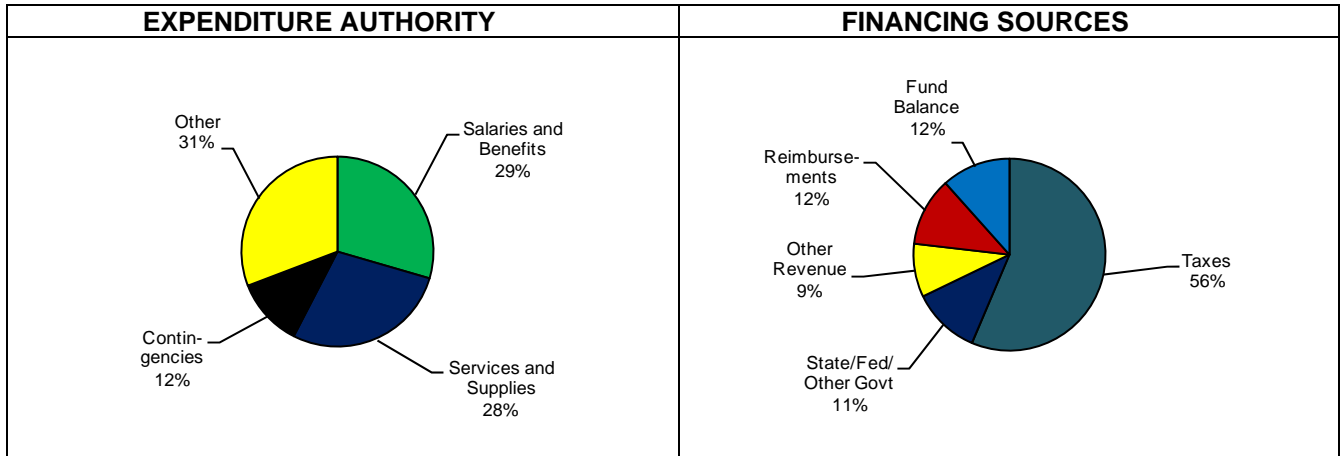 EXPENDITURE AUTHORITY
Other
31%
Salaries and
Benefits
29%
Contin-
gencies
12%
Services and
Supplies
28%
FINANCING SOURCES
Fund
Balance
12%
Reimburse-
ments
12%
Other
Revenue
9%
Taxes
56%
State/Fed/
Other Govt
11%